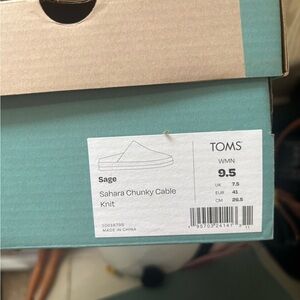 TOMS
WMN
9.5
UK 7.5
EUR 41
CM 26.5
Sage
Sahara Chunky Cable
Knit
MADE IN CHINA